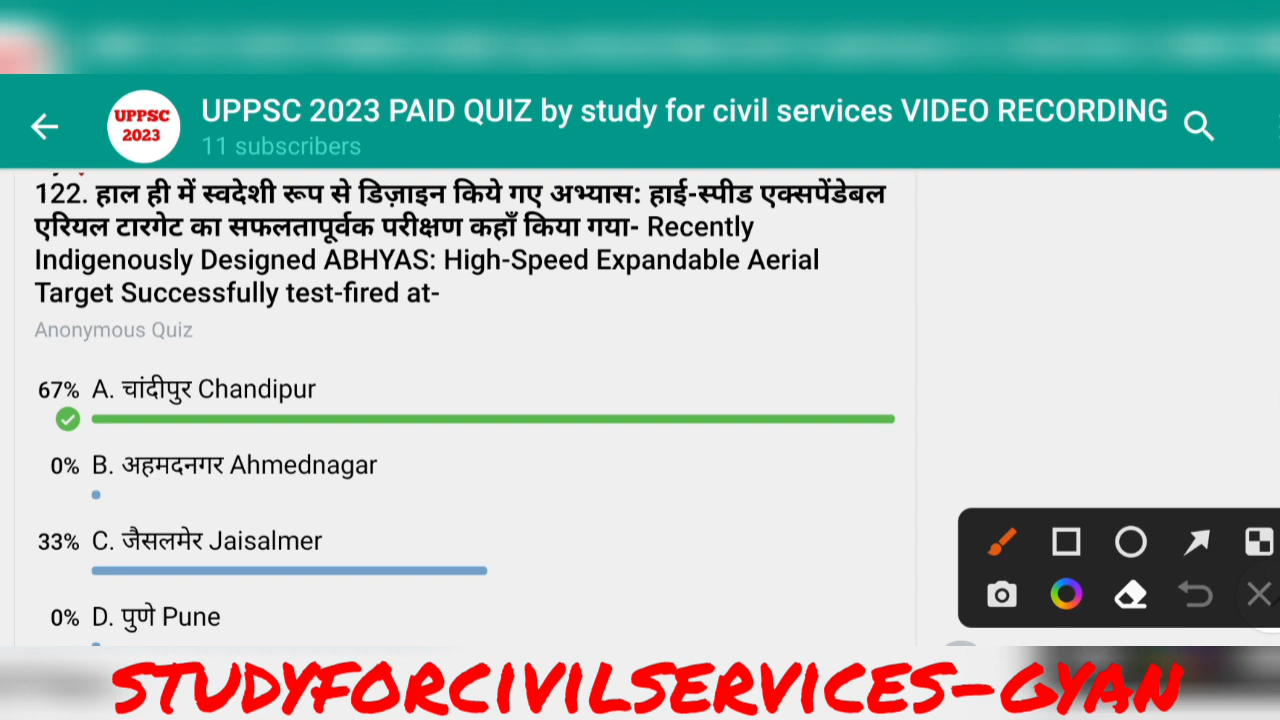 UPPSC
2023
UPPSC 2023 PAID QUIZ by study for civil services VIDEO RECORDING
11 subscribers
122. हाल ही में स्वदेशी रूप से डिज़ाइन किये गए अभ्यास: हाई-स्पीड एक्सपेंडेबल
एरियल टारगेट का सफलतापूर्वक परीक्षण कहाँ किया गया- Recently
Indigenously Designed ABHYAS: High-Speed Expandable Aerial
Target Successfully test-fired at-
Anonymous Quiz
67% A. चांदीपुर Chandipur
0% B. अहमदनगर Ahmednagar
33% C. जैसलमेर Jaisalmer
0% D. पुणे Pune
STUDYFORCIVILSERVICES-GYAN